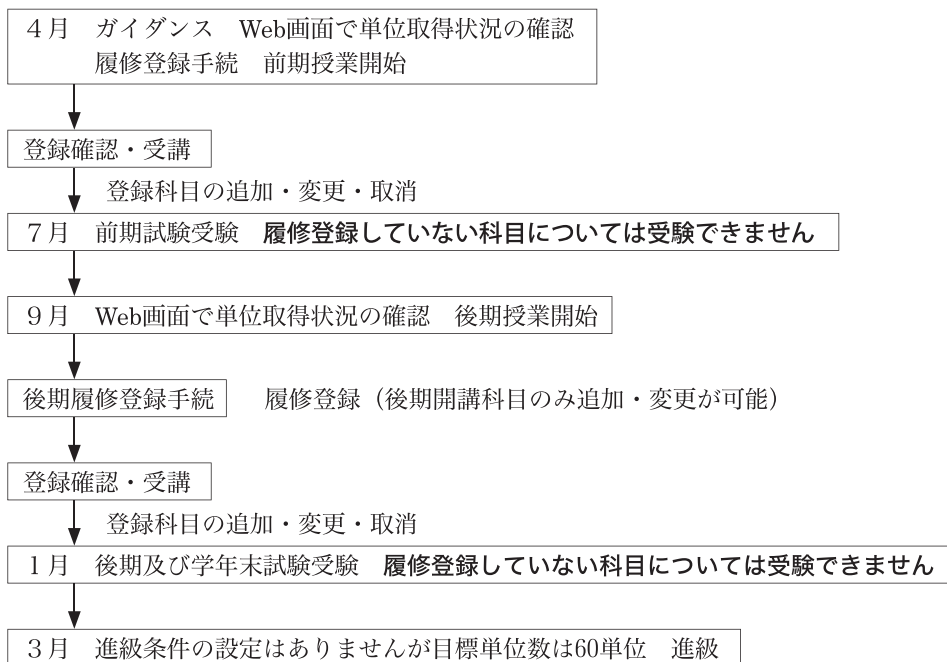 ４月　ガイダンス　Web画面で単位取得状況の確認
履修登録手続　前期授業開始
登録確認・受講
登録科目の追加・変更・取消
７月　前期試験受験　履修登録していない科目については受験できません
９月　Web画面で単位取得状況の確認　後期授業開始
後期履修登録手続　履修登録（後期開講科目のみ追加・変更が可能）
登録確認・受講
登録科目の追加・変更・取消
１月　後期及び学年末試験受験　履修登録していない科目については受験できません
３月　進級条件の設定はありませんが目標単位数は60単位　進級